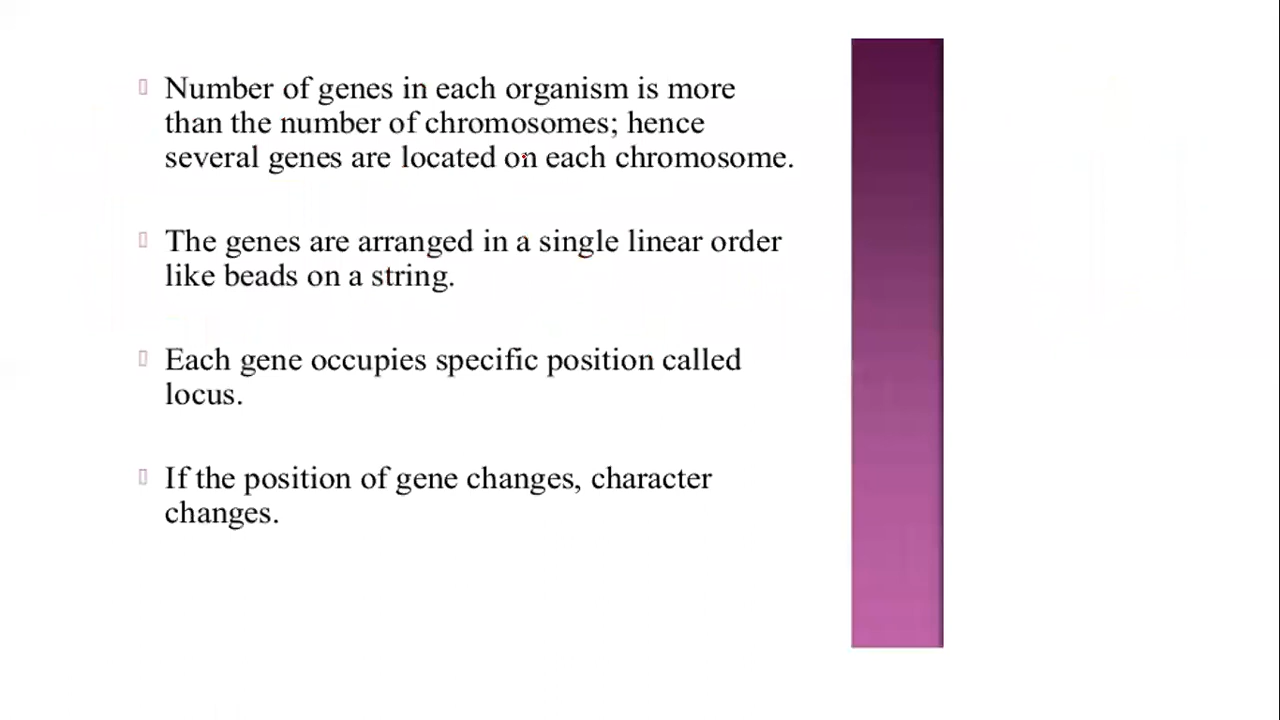 Number of genes in each organism is more
than the number of chromosomes; hence
several genes are located on each chromosome.
The genes are arranged in a single linear order
like beads on a string.
Each gene occupies specific position called
locus.
If the position of gene changes, character
changes.